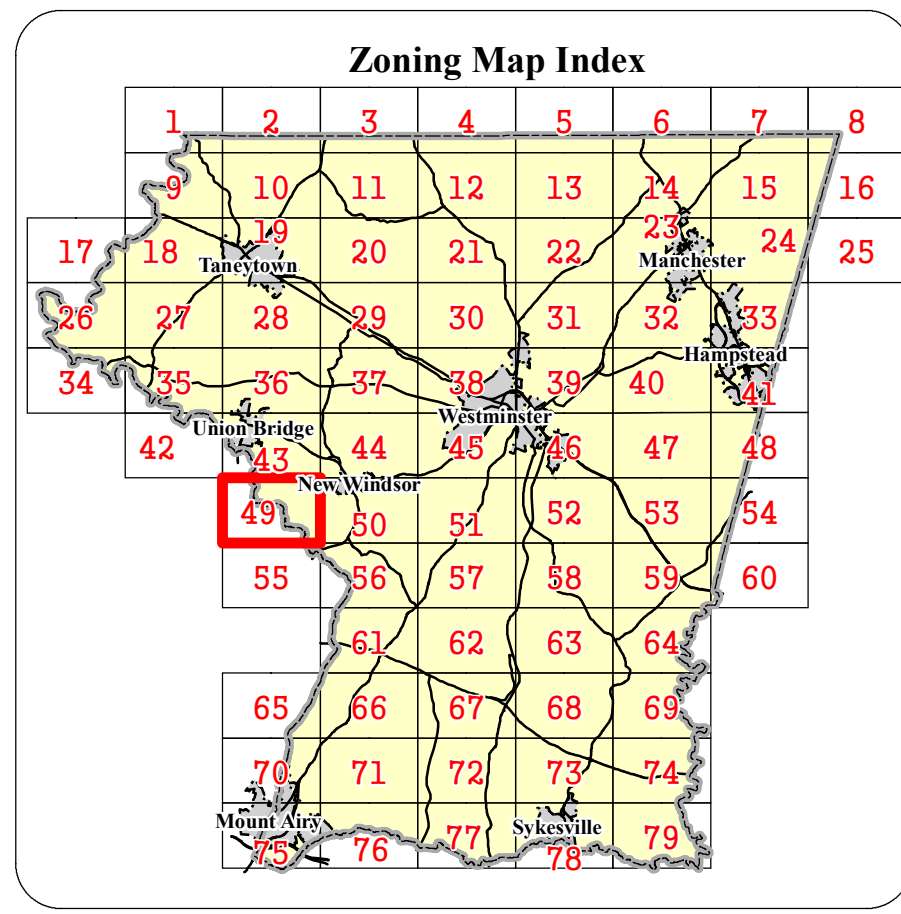 Zoning Map Index
1 2 3 4 5 6 7 8
9 10 11 12 13 14 15 16
17 18 19 20 21 22 23 24 25
Taneytown Manchester
26 27 28 29 30 31 32 33
Hampstead
34 35 36 37 38 39 40 41
Westminster
Union Bridge
42 43 44 45 46 47 48
New Windsor
49 50 51 52 53 54
55 56 57 58 59 60
61 62 63 64
65 66 67 68 69
70 71 72 73 74
Mount Airy Sykesville
75 76 77 78 79